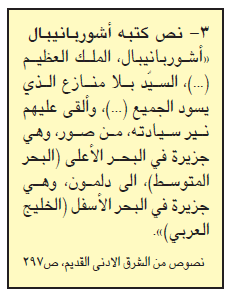 ٣- نص كتبه أشوربانيبال
«أشوربانيبال، الملك العظيم
(...)، السيّد بلا منازع الذي
يسود الجميع (...)، وألقى عليهم
نير سيادته، من صور، وهي
جزيرة في البحر الأعلى (البحر
المتوسط)، الى دلمون، وهي
جزيرة في البحر الأسفل (الخليج
العربي)».
نصوص من الشرق الادنى القديم، ص٢٩٧